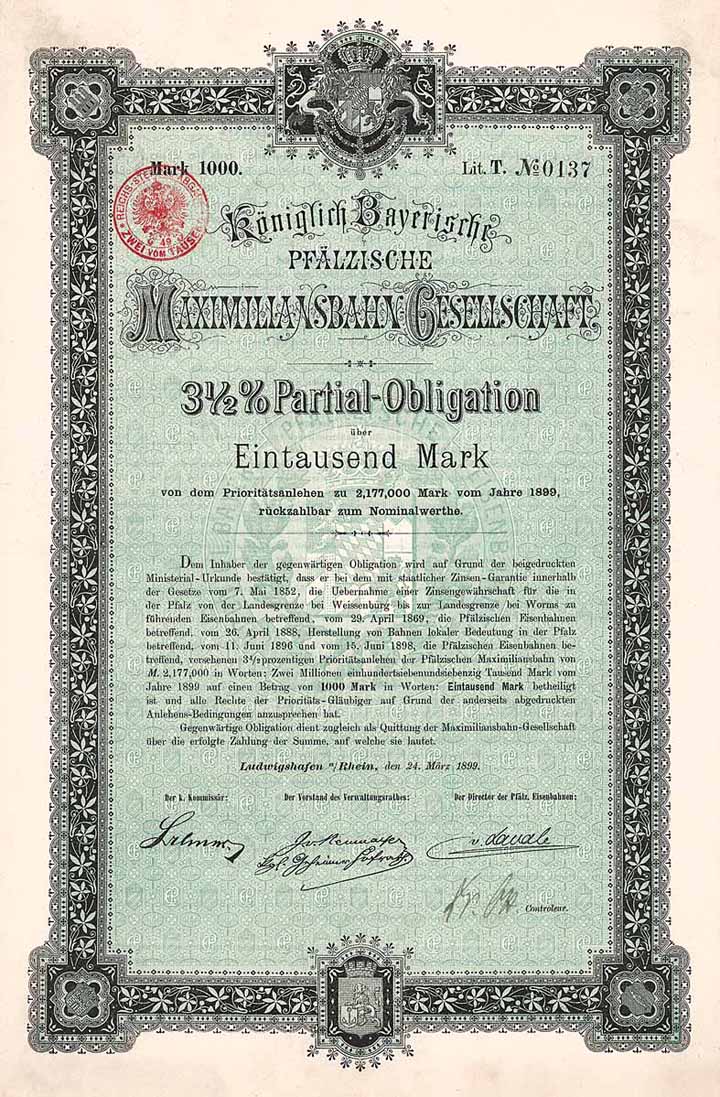 Mark 1000.
Lit. T. № 0137
REICHS-STE
ZWEI VOM TAUSE
Königlich Bayerische
PFÄLZISCHE
MAXIMILIANSBAHN-GESELLSCHAFT.
3½% Partial-Obligation
über
Eintausend Mark
von dem Prioritätsanlehen zu 2,177,000 Mark vom Jahre 1899,
rückzahlbar zum Nominalwerthe.
Dem Inhaber der gegenwärtigen Obligation wird auf Grund der beigedruckten
Ministerial-Urkunde bestätigt, dass er bei dem mit staatlicher Zinsen-Garantie innerhalb
der Gesetze vom 7. Mai 1852, die Uebernahme einer Zinsengewährschaft für die in
der Pfalz von der Landesgrenze bei Weissenburg bis zur Landesgrenze bei Worms zu
führenden Eisenbahnen betreffend, vom 29. April 1869, die Pfälzischen Eisenbahnen
betreffend, vom 26. April 1888, Herstellung von Bahnen lokaler Bedeutung in der Pfalz
betreffend, vom 11. Juni 1896 und vom 15. Juni 1898, die Pfälzischen Eisenbahnen be-
treffend, versehenen 3½prozentigen Prioritätsanlehen der Pfälzischen Maximiliansbahn von
M. 2,177,000 in Worten: Zwei Millionen einhundertsiebenundsiebenzig Tausend Mark vom
Jahre 1899 auf einen Betrag von 1000 Mark in Worten: Eintausend Mark betheiligt
ist und alle Rechte der Prioritäts-Gläubiger auf Grund der anderseits abgedruckten
Anlehens-Bedingungen anzusprechen hat.
Gegenwärtige Obligation dient zugleich als Quittung der Maximiliansbahn-Gesellschaft
über die erfolgte Zahlung der Summe, auf welche sie lautet.
Ludwigshafen a/Rhein, den 24. März 1899.
Der k. Kommissär:
Der Vorstand des Verwaltungsrathes:
Der Director der Pfälz. Eisenbahnen:
v. Lavale
Kgl. Geheimer Hofrath
Controleur.